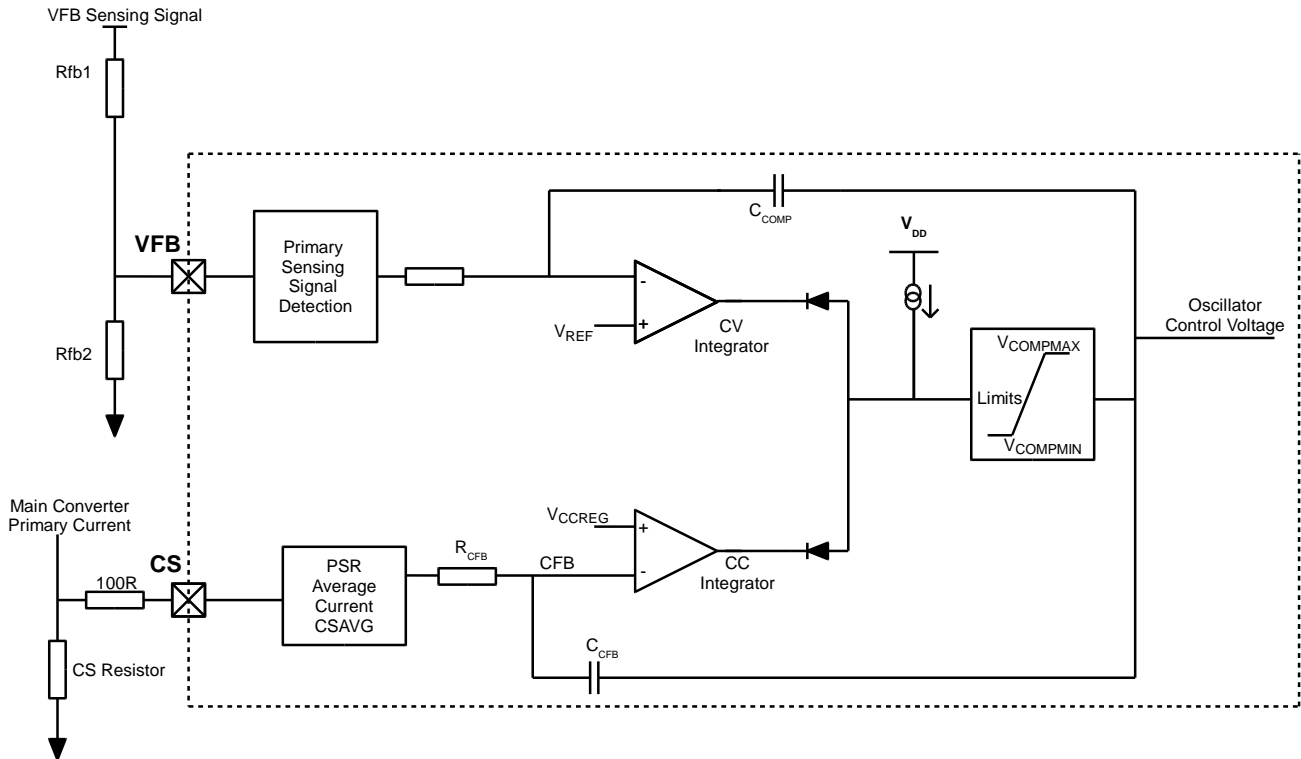 VFB Sensing Signal
Rfb1
VFB
Rfb2
Primary
Sensing
Signal
Detection
C_COMP
V_REF
-
+
CV
Integrator
V_DD
Oscillator
Control Voltage
V_COMPMAX
Limits
V_COMPMIN
Main Converter
Primary Current
100R
CS
CS Resistor
PSR
Average
Current
CSAVG
R_CFB
CFB
V_CCREG
+
-
CC
Integrator
C_CFB